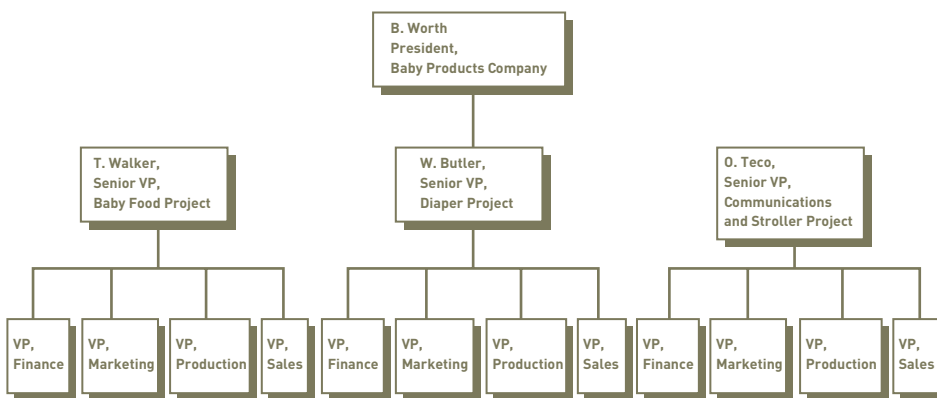 B. Worth
President,
Baby Products Company
T. Walker,
Senior VP,
Baby Food Project
W. Butler,
Senior VP,
Diaper Project
O. Teco,
Senior VP,
Communications
and Stroller Project
VP,
Finance
VP,
Marketing
VP,
Production
VP,
Sales
VP,
Finance
VP,
Marketing
VP,
Production
VP,
Sales
VP,
Finance
VP,
Marketing
VP,
Production
VP,
Sales